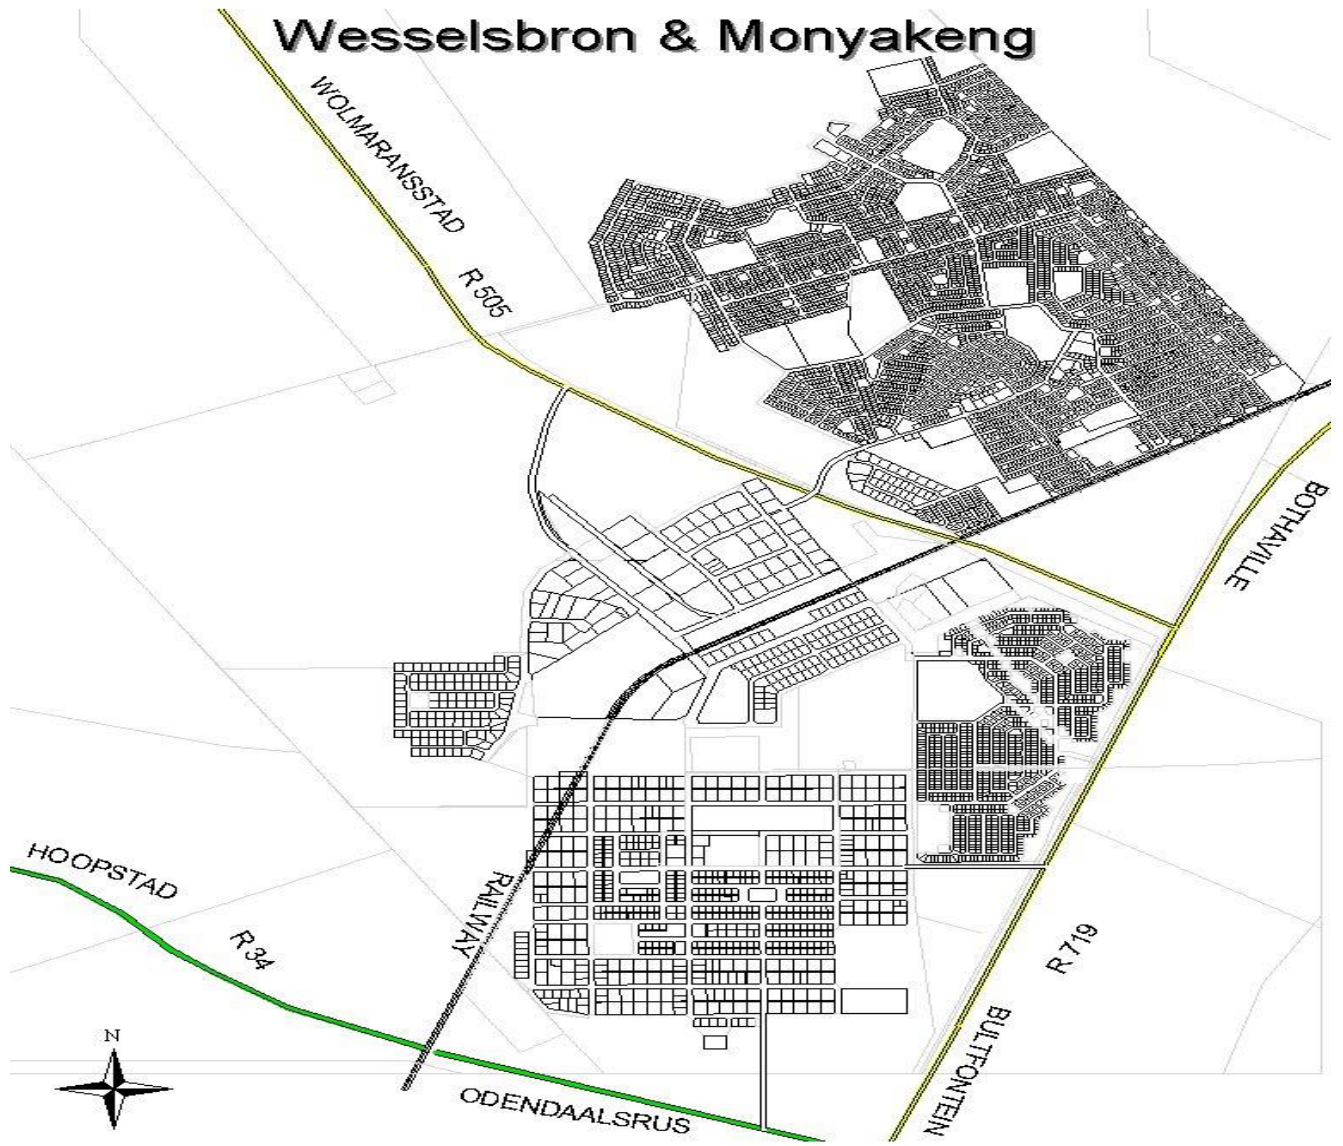 Wesselsbron & Monyakeng
WOLMARANSSTAD
R 505
BOTHAVILLE
HOOPSTAD
R 34
RAILWAY
R 719
BULTFONTEIN
N
ODENDAALSRUS